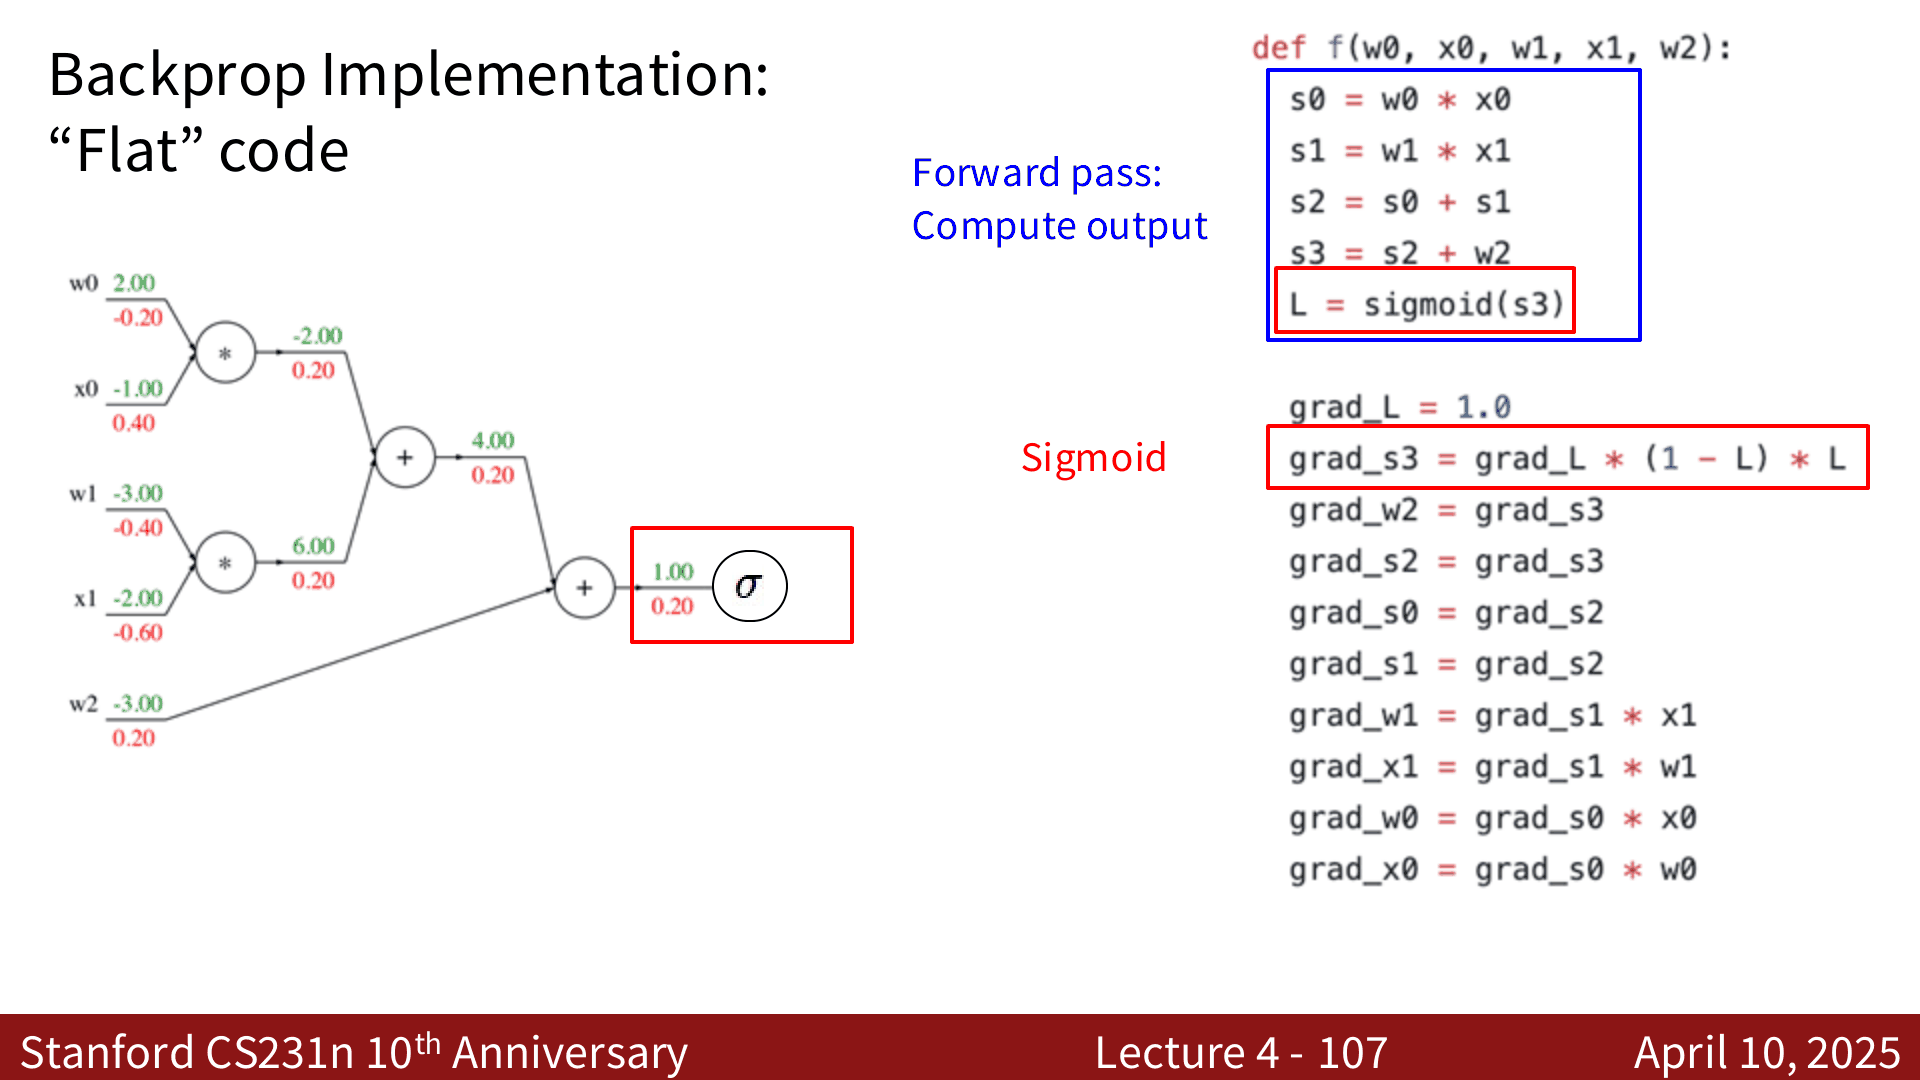 Backprop Implementation:
“Flat” code
Forward pass:
Compute output
def f(w0, x0, w1, x1, w2):
s0 = w0 * x0
s1 = w1 * x1
s2 = s0 + s1
s3 = s2 + w2
L = sigmoid(s3)
Sigmoid
grad_L = 1.0
grad_s3 = grad_L * (1 - L) * L
grad_w2 = grad_s3
grad_s2 = grad_s3
grad_s0 = grad_s2
grad_s1 = grad_s2
grad_w1 = grad_s1 * x1
grad_x1 = grad_s1 * w1
grad_w0 = grad_s0 * x0
grad_x0 = grad_s0 * w0
w0 2.00
-0.20
x0 -1.00
0.40
w1 -3.00
-0.40
x1 -2.00
-0.60
w2 -3.00
0.20
*
-2.00
0.20
*
6.00
0.20
+
4.00
0.20
+
1.00
0.20
σ
Stanford CS231n 10th Anniversary
Lecture 4 - 107
April 10, 2025